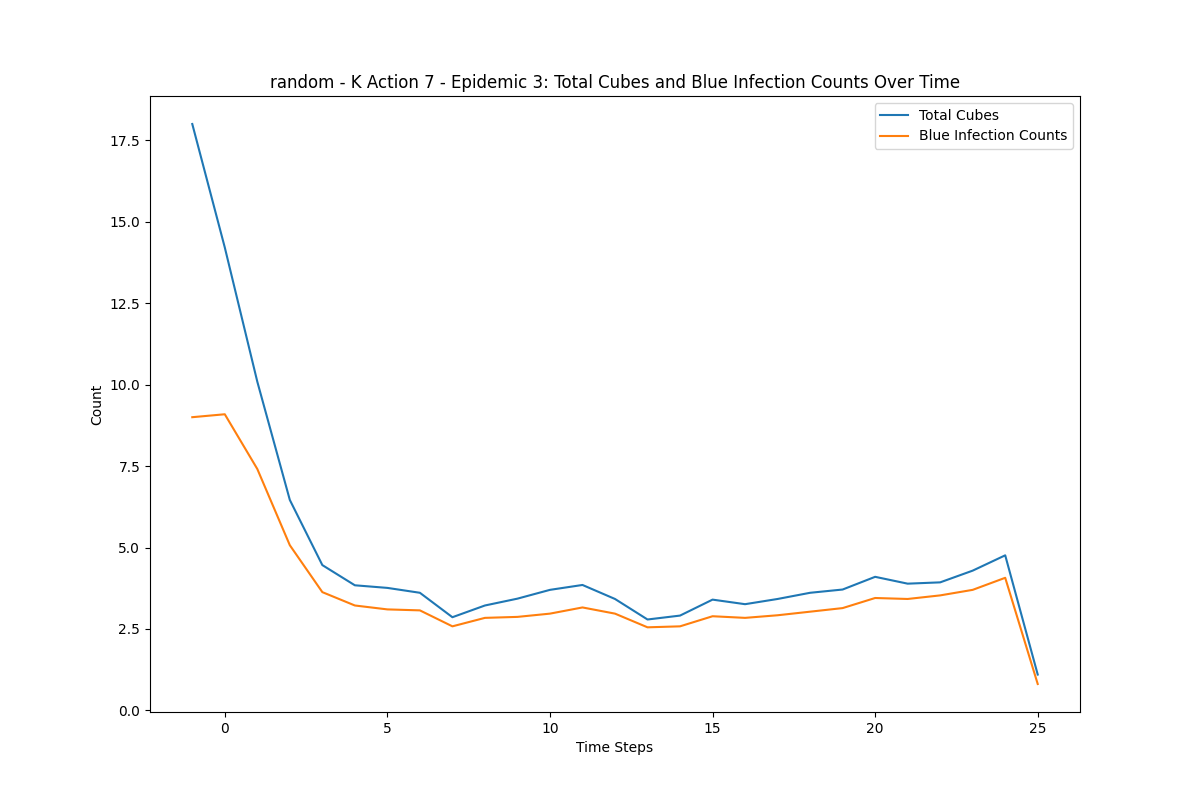 random - K Action 7 - Epidemic 3: Total Cubes and Blue Infection Counts Over Time
Total Cubes
Blue Infection Counts
Count
17.5
15.0
12.5
10.0
7.5
5.0
2.5
0.0
0 5 10 15 20 25
Time Steps